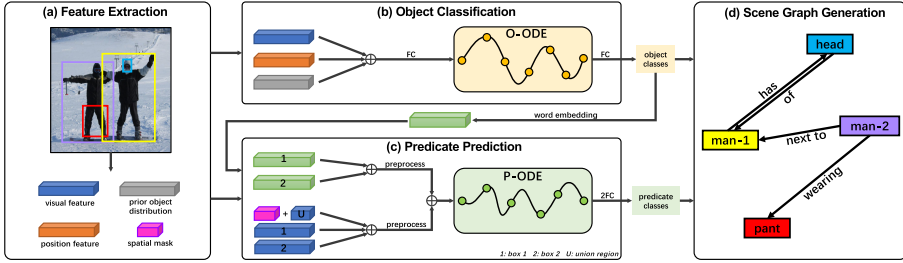 (a) Feature Extraction
visual feature
prior object
distribution
position feature
spatial mask
(b) Object Classification
FC
O-ODE
FC
object
classes
word embedding
(c) Predicate Prediction
1
2
preprocess
+
U
1
2
preprocess
P-ODE
2FC
predicate
classes
1: box 1 2: box 2 U: union region
(d) Scene Graph Generation
head
has
of
man-1
man-2
next to
wearing
pant